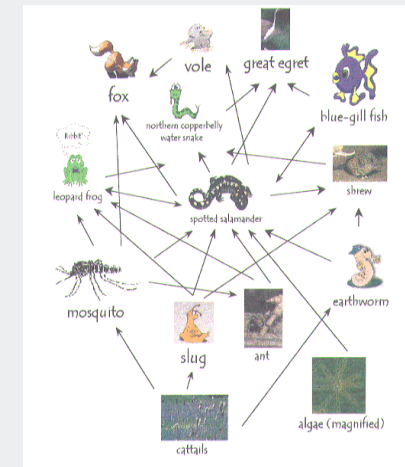 vole
great egret
fox
blue-gill fish
northern copperbelly
water snake
Ribbit
leopard frog
shrew
spotted salamander
mosquito
earthworm
slug
ant
algae (magnified)
cattails